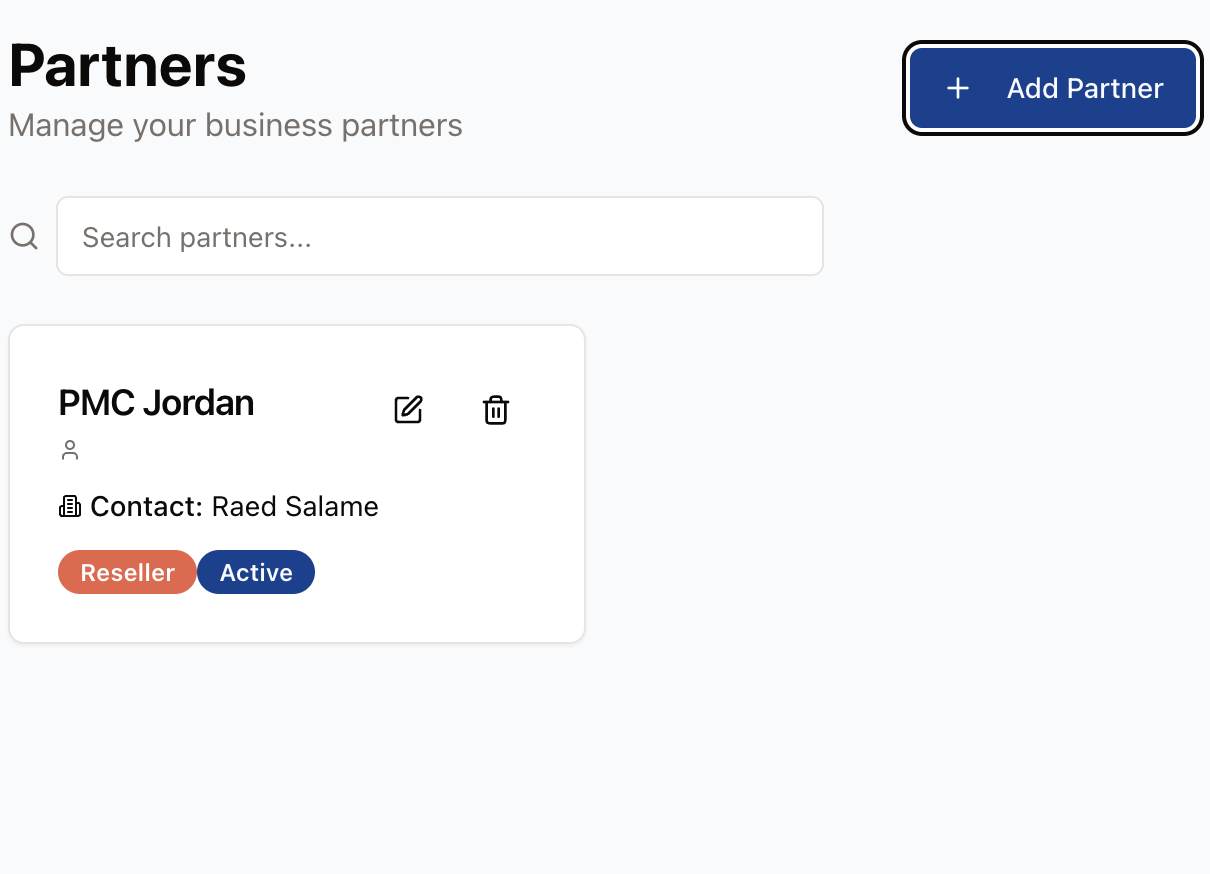 Partners
Manage your business partners
Add Partner
Search partners...
PMC Jordan
Contact: Raed Salame
Reseller
Active